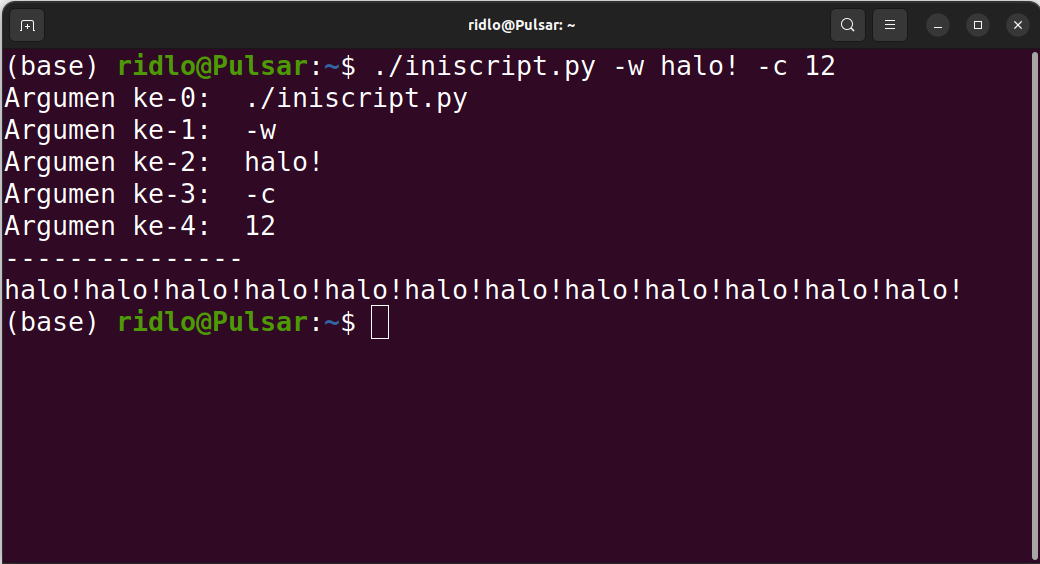 ridlo@Pulsar: ~
(base) ridlo@Pulsar:~$ ./iniscript.py -w halo! -c 12
Argumen ke-0:  ./iniscript.py
Argumen ke-1:  -w
Argumen ke-2:  halo!
Argumen ke-3:  -c
Argumen ke-4:  12
---------------
halo!halo!halo!halo!halo!halo!halo!halo!halo!halo!halo!halo!
(base) ridlo@Pulsar:~$